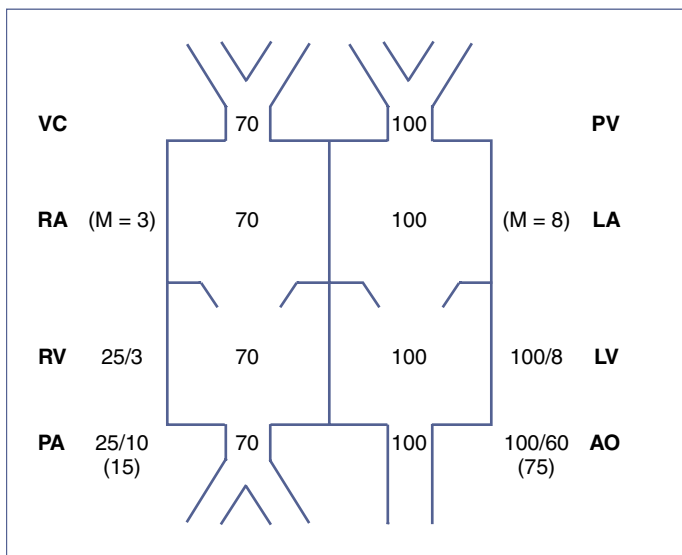 VC 70 100 PV
RA (M = 3) 70 100 (M = 8) LA
RV 25/3 70 100 100/8 LV
PA 25/10 70 100 100/60 AO
(15) (75)